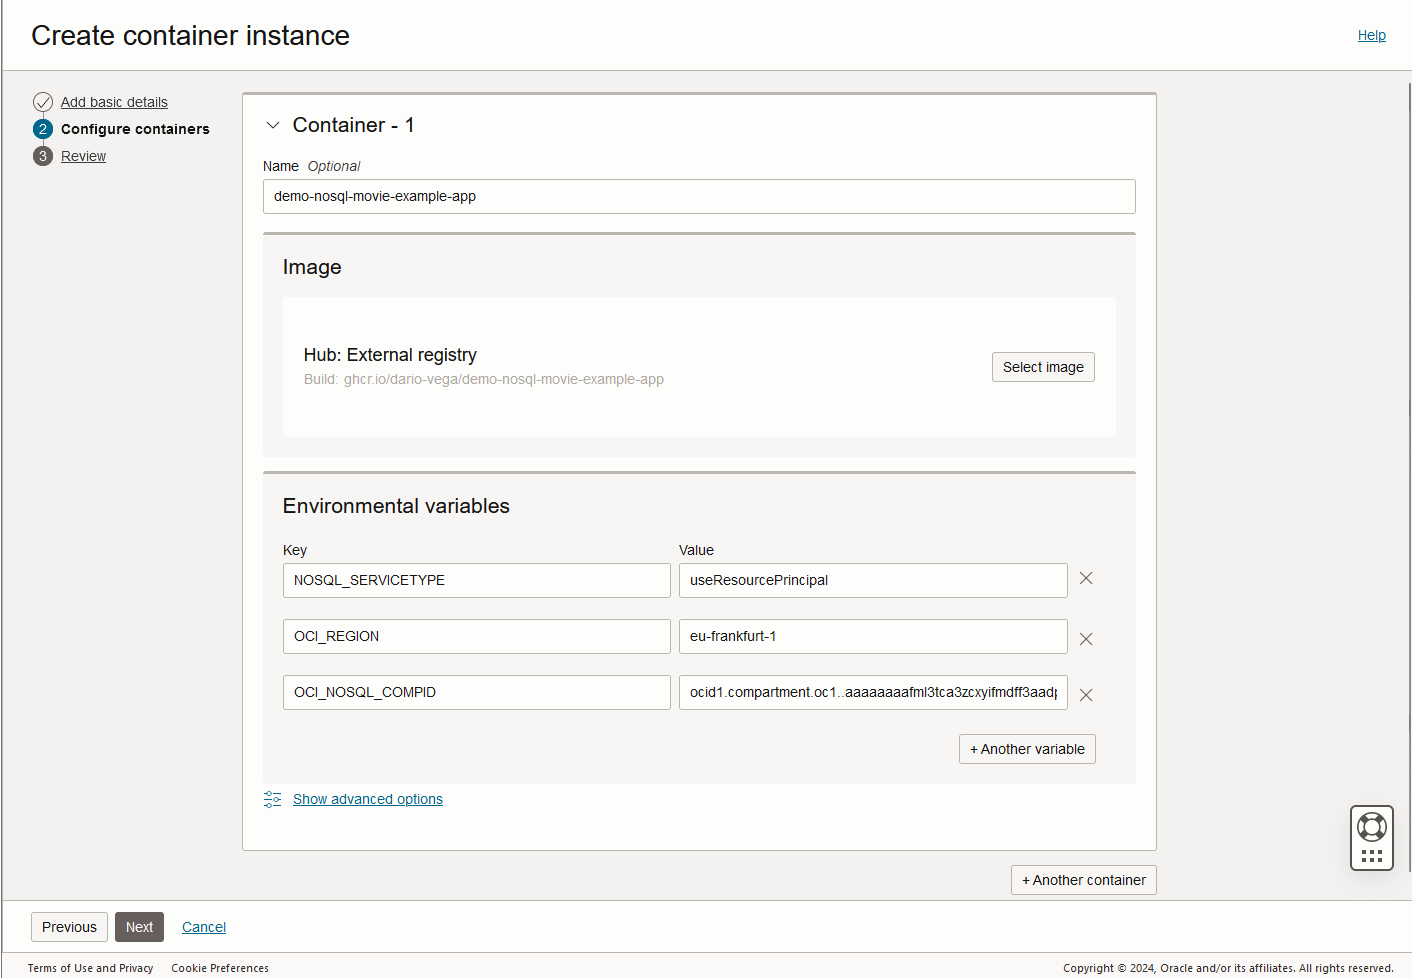 Create container instance
Help
Add basic details
2 Configure containers
3 Review
Container - 1
Name Optional
demo-nosql-movie-example-app
Image
Hub: External registry
Build: ghcr.io/dario-vega/demo-nosql-movie-example-app
Select image
Environmental variables
Key Value
NOSQL_SERVICETYPE useResourcePrincipal
OCI_REGION eu-frankfurt-1
OCI_NOSQL_COMPID ocid1.compartment.oc1..aaaaaaaafml3tca3zcxyifmdff3aadp
+ Another variable
Show advanced options
+ Another container
Previous Next Cancel
Terms of Use and Privacy Cookie Preferences Copyright © 2024, Oracle and/or its affiliates. All rights reserved.